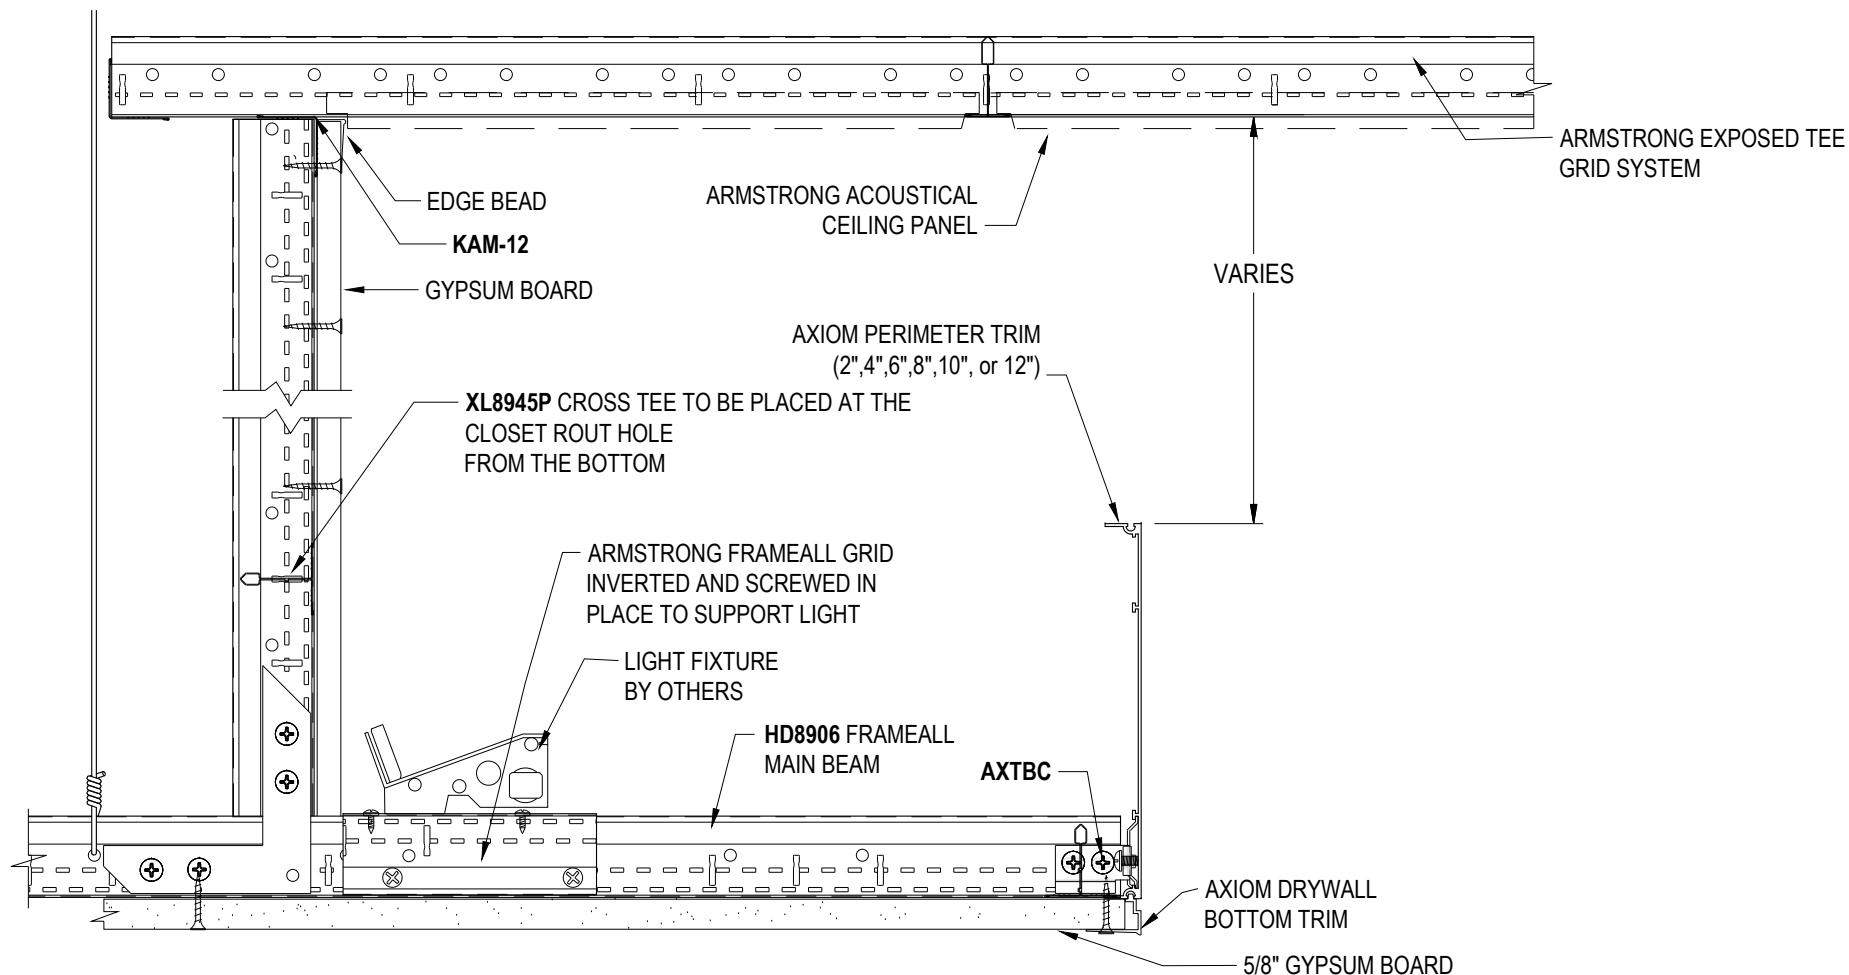 ARMSTRONG EXPOSED TEE
GRID SYSTEM
EDGE BEAD
ARMSTRONG ACOUSTICAL
CEILING PANEL
KAM-12
VARIES
GYPSUM BOARD
AXIOM PERIMETER TRIM
(2",4",6",8",10", or 12")
XL8945P CROSS TEE TO BE PLACED AT THE
CLOSET ROUT HOLE
FROM THE BOTTOM
ARMSTRONG FRAMEALL GRID
INVERTED AND SCREWED IN
PLACE TO SUPPORT LIGHT
LIGHT FIXTURE
BY OTHERS
HD8906 FRAMEALL
MAIN BEAM
AXTBC
AXIOM DRYWALL
BOTTOM TRIM
5/8" GYPSUM BOARD